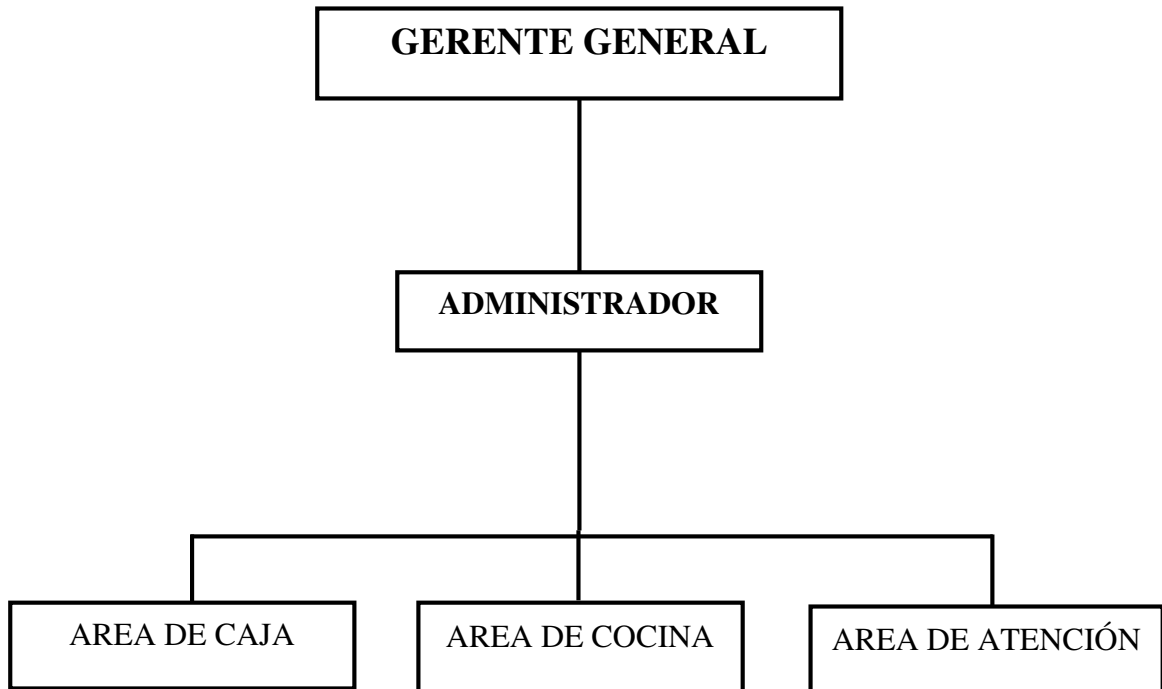 GERENTE GENERAL
ADMINISTRADOR
AREA DE CAJA
AREA DE COCINA
AREA DE ATENCIÓN